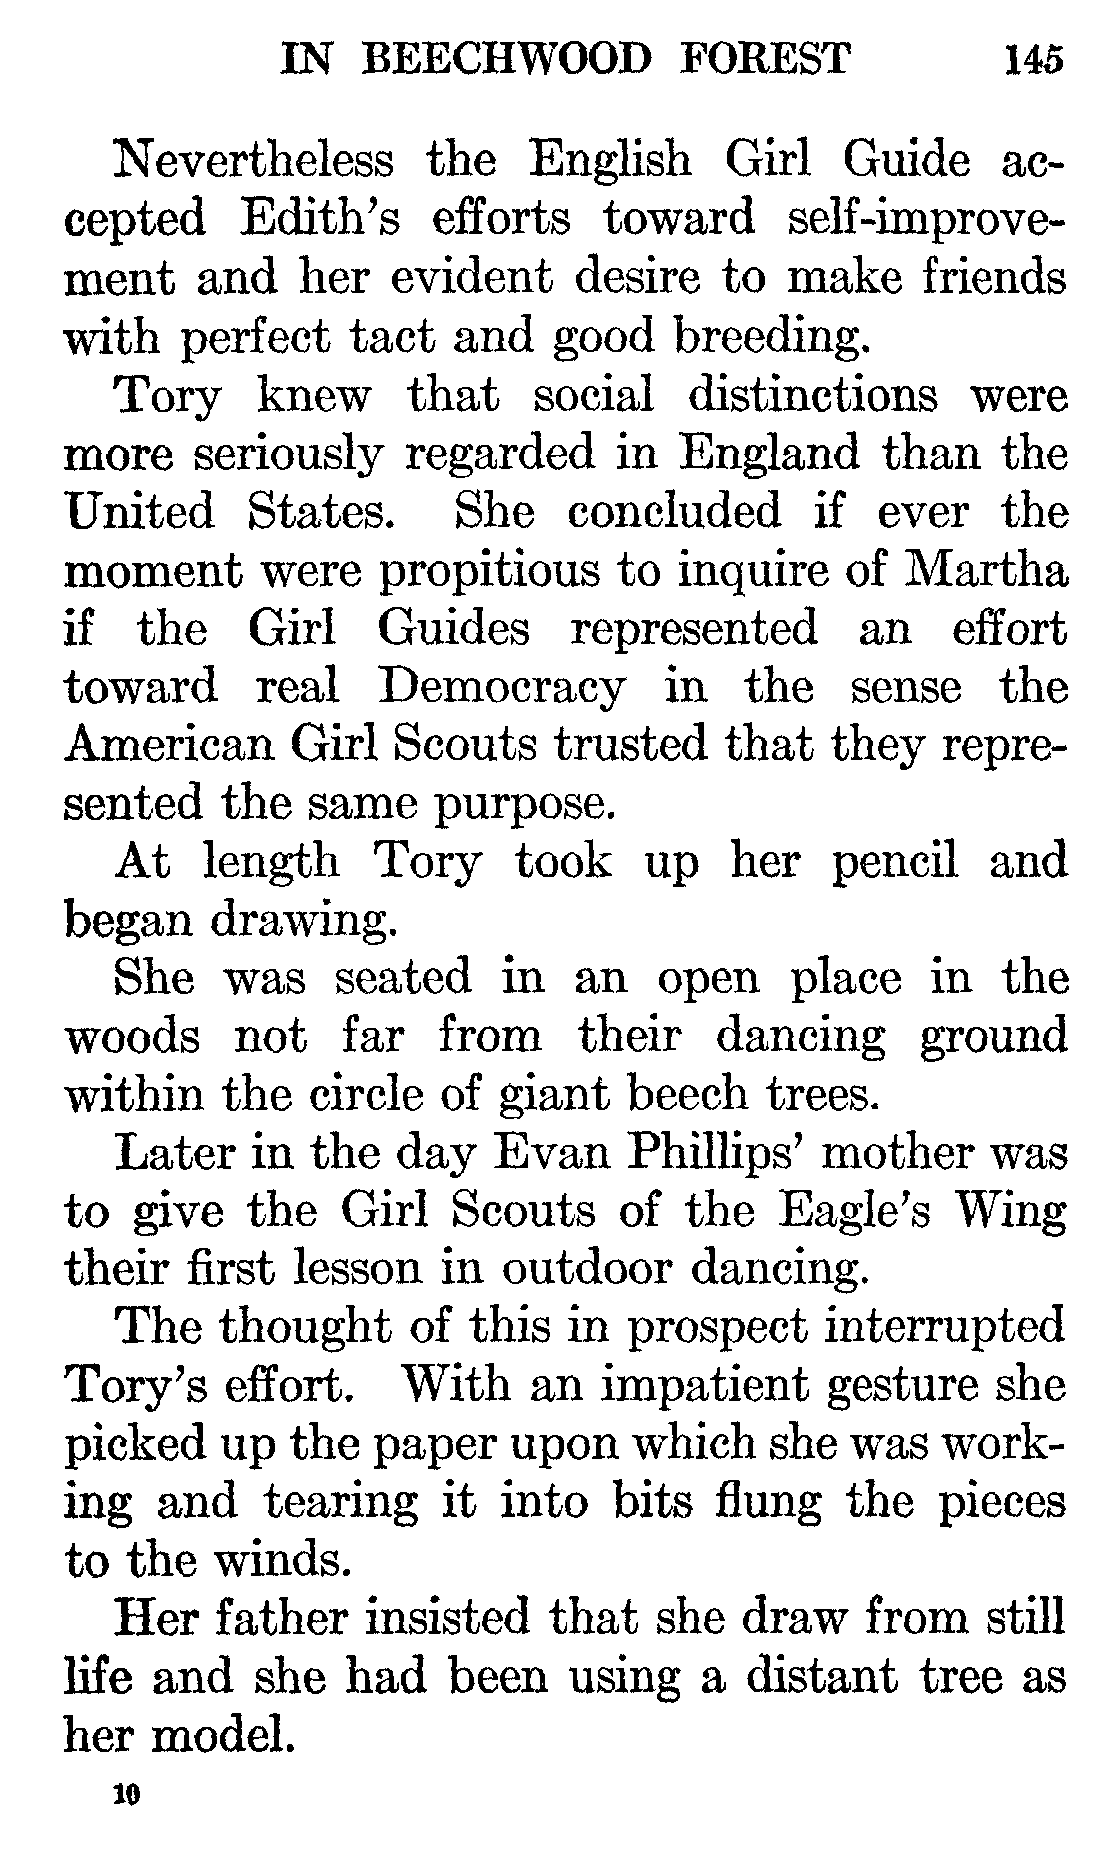 IN BEECHWOOD FOREST 145
Nevertheless the English Girl Guide ac-
cepted Edith's efforts toward self-improve-
ment and her evident desire to make friends
with perfect tact and good breeding.
Tory knew that social distinctions were
more seriously regarded in England than the
United States. She concluded if ever the
moment were propitious to inquire of Martha
if the Girl Guides represented an effort
toward real Democracy in the sense the
American Girl Scouts trusted that they repre-
sented the same purpose.
At length Tory took up her pencil and
began drawing.
She was seated in an open place in the
woods not far from their dancing ground
within the circle of giant beech trees.
Later in the day Evan Phillips' mother was
to give the Girl Scouts of the Eagle's Wing
their first lesson in outdoor dancing.
The thought of this in prospect interrupted
Tory's effort. With an impatient gesture she
picked up the paper upon which she was work-
ing and tearing it into bits flung the pieces
to the winds.
Her father insisted that she draw from still
life and she had been using a distant tree as
her model.
10